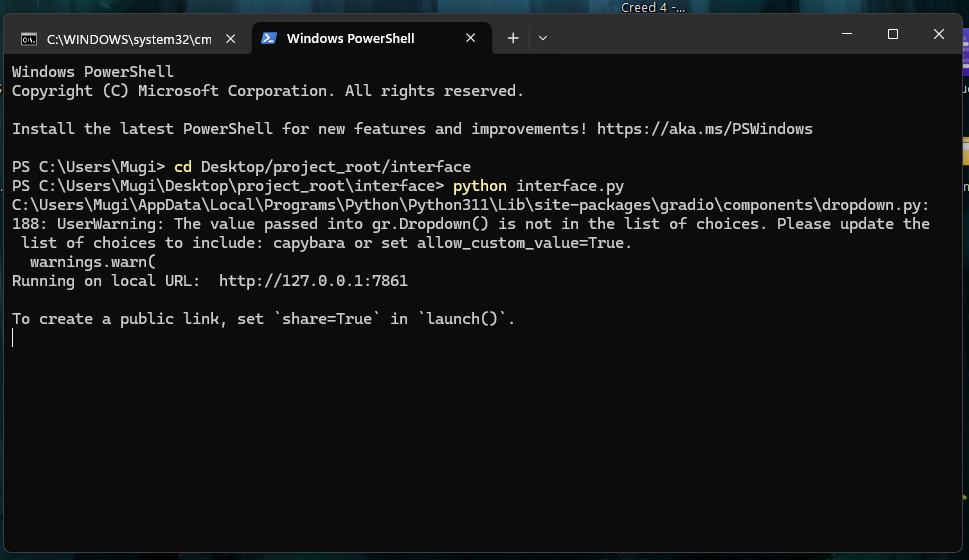 Creed 4 -...
C:\WINDOWS\system32\cm
Windows PowerShell
Windows PowerShell
Copyright (C) Microsoft Corporation. All rights reserved.
Install the latest PowerShell for new features and improvements! https://aka.ms/PSWindows
PS C:\Users\Mugi> cd Desktop/project_root/interface
PS C:\Users\Mugi\Desktop\project_root\interface> python interface.py
C:\Users\Mugi\AppData\Local\Programs\Python\Python311\Lib\site-packages\gradio\components\dropdown.py:
188: UserWarning: The value passed into gr.Dropdown() is not in the list of choices. Please update the
list of choices to include: capybara or set allow_custom_value=True.
warnings.warn(
Running on local URL:  http://127.0.0.1:7861
To create a public link, set `share=True` in `launch()`.